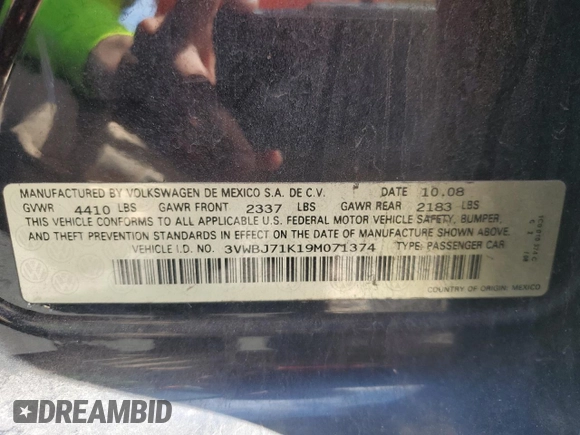 MANUFACTURED BY VOLKSWAGEN DE MEXICO S.A. DE C.V. DATE 10.08
GVWR 4410 LBS GAWR FRONT 2337 LBS GAWR REAR 2183 LBS
THIS VEHICLE CONFORMS TO ALL APPLICABLE U.S. FEDERAL MOTOR VEHICLE SAFETY, BUMPER,
AND THEFT PREVENTION STANDARDS IN EFFECT ON THE DATE OF MANUFACTURE SHOWN ABOVE.
VEHICLE I.D. NO. 3VWBJ71K19M071374 TYPE: PASSENGER CAR
COUNTRY OF ORIGIN: MEXICO
DREAMBID